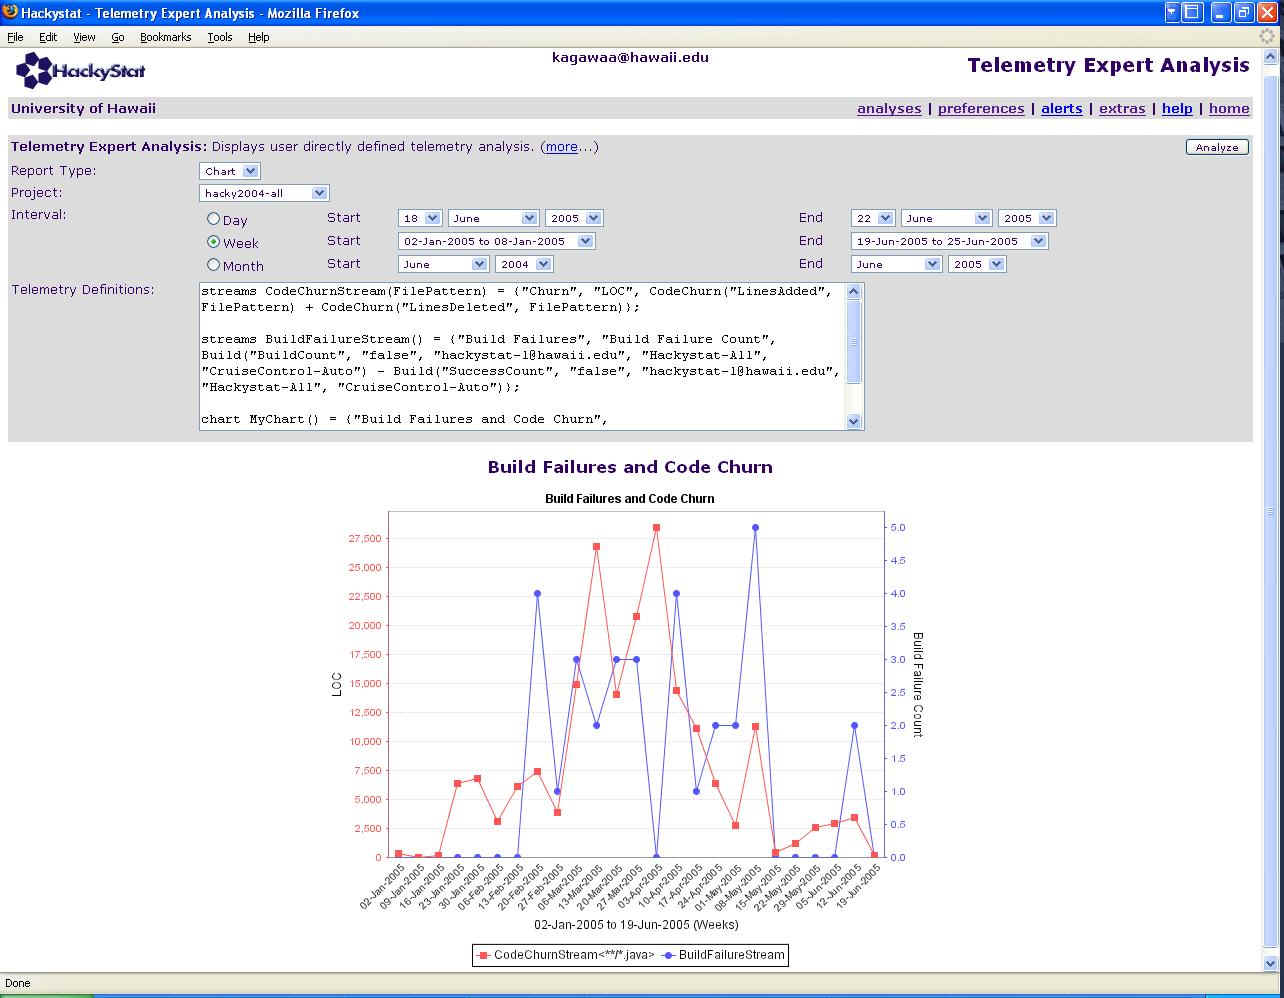 Hackystat - Telemetry Expert Analysis - Mozilla Firefox
File Edit View Go Bookmarks Tools Help
HackyStat
kagawaa@hawaii.edu
Telemetry Expert Analysis
University of Hawaii
analyses | preferences | alerts | extras | help | home
Telemetry Expert Analysis: Displays user directly defined telemetry analysis. (more...)
Analyze
Report Type: Chart
Project: hacky2004-all
Interval:
Day Start 18 June 2005 End 22 June 2005
Week Start 02-Jan-2005 to 08-Jan-2005 End 19-Jun-2005 to 25-Jun-2005
Month Start June 2004 End June 2005
Telemetry Definitions:
streams CodeChurnStream(FilePattern) = {"Churn", "LOC", CodeChurn("LinesAdded",
FilePattern) + CodeChurn("LinesDeleted", FilePattern)};
streams BuildFailureStream() = {"Build Failures", "Build Failure Count",
Build("BuildCount", "false", "hackystat-l@hawaii.edu", "Hackystat-All",
"CruiseControl-Auto") - Build("SuccessCount", "false", "hackystat-l@hawaii.edu",
"Hackystat-All", "CruiseControl-Auto")};
chart MyChart() = {"Build Failures and Code Churn",
Build Failures and Code Churn
Build Failures and Code Churn
27,500
25,000
22,500
20,000
17,500
15,000
12,500
10,000
7,500
5,000
2,500
0
LOC
5.0
4.5
4.0
3.5
3.0
2.5
2.0
1.5
1.0
0.5
0.0
Build Failure Count
02-Jan-2005
09-Jan-2005
16-Jan-2005
23-Jan-2005
30-Jan-2005
06-Feb-2005
13-Feb-2005
20-Feb-2005
27-Feb-2005
06-Mar-2005
13-Mar-2005
20-Mar-2005
27-Mar-2005
03-Apr-2005
10-Apr-2005
17-Apr-2005
24-Apr-2005
01-May-2005
08-May-2005
15-May-2005
22-May-2005
29-May-2005
05-Jun-2005
12-Jun-2005
19-Jun-2005
02-Jan-2005 to 19-Jun-2005 (Weeks)
CodeChurnStream<**/*.java> BuildFailureStream
Done